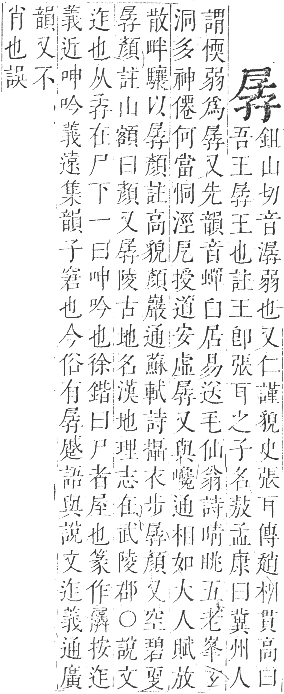 孱
鉏山切音潺弱也又仁謹貌史張耳傳趙相貫高曰
吾王孱王也註王卽張耳之子名敖孟康曰冀州人
謂愞弱爲孱又先韻音蟬白居易送毛仙翁詩晴眺五老峯玄
洞多神僊何當恫涇戹授道安虛孱又與巉通相如大人賦放
散畔驤以孱顏註高貌顏巖通蘇軾詩攝衣步孱顏又空碧戛
孱顏註山額曰顏又孱陵古地名漢地理志在武陵郡○說文
迮也从孨在尸下一曰呻吟也徐鍇曰尸者屋也篆作孱按迮
義近呻吟義遠集韻子窘也今俗有孱蹙語與說文迮義通廣
韻又不
肖也誤